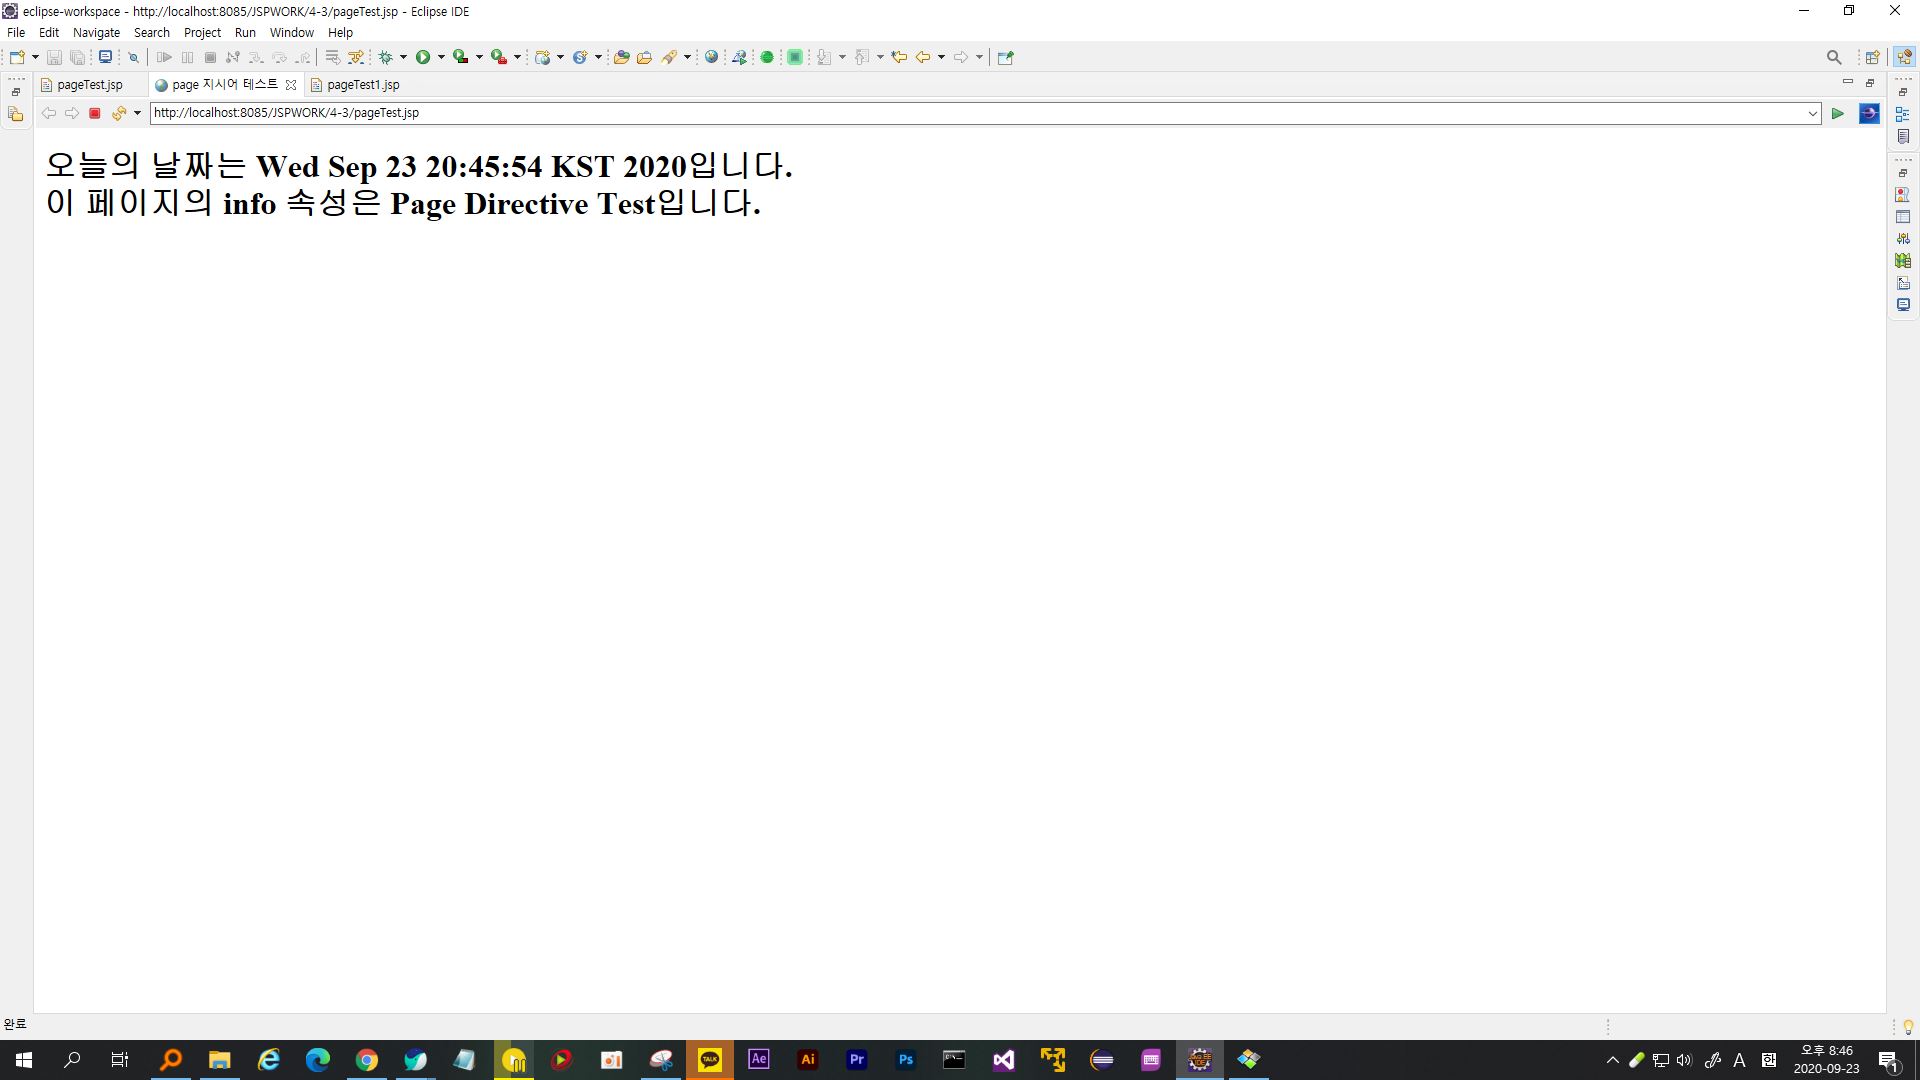 eclipse-workspace - http://localhost:8085/JSPWORK/4-3/pageTest.jsp - Eclipse IDE
File Edit Navigate Search Project Run Window Help
pageTest.jsp page 지시어 테스트 pageTest1.jsp
http://localhost:8085/JSPWORK/4-3/pageTest.jsp
오늘의 날짜는 Wed Sep 23 20:45:54 KST 2020입니다.
이 페이지의 info 속성은 Page Directive Test입니다.
완료
TALK Ae Ai Pr Ps
A
오후 8:46
2020-09-23
1